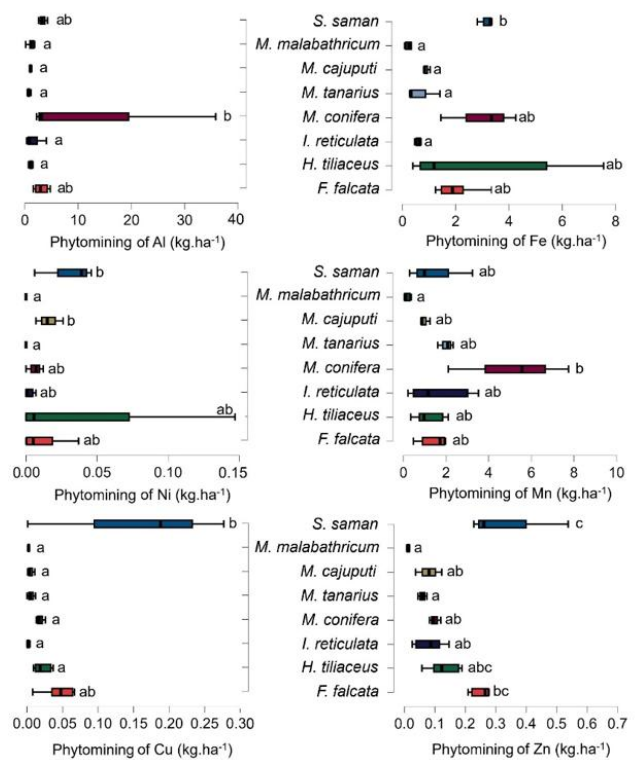 ab
a
a
a
b
a
a
ab
0 10 20 30 40
Phytomining of Al (kg.ha-1)
S. saman
M. malabathricum
M. cajuputi
M. tanarius
M. conifera
I. reticulata
H. tiliaceus
F. falcata
b
a
a
a
ab
a
ab
ab
0 2 4 6 8
Phytomining of Fe (kg.ha-1)
b
a
b
a
ab
ab
ab
ab
0.00 0.05 0.10 0.15
Phytomining of Ni (kg.ha-1)
S. saman
M. malabathricum
M. cajuputi
M. tanarius
M. conifera
I. reticulata
H. tiliaceus
F. falcata
ab
a
ab
ab
b
ab
ab
ab
0 2 4 6 8 10
Phytomining of Mn (kg.ha-1)
b
a
a
a
a
a
a
ab
0.00 0.05 0.10 0.15 0.20 0.25 0.30
Phytomining of Cu (kg.ha-1)
S. saman
M. malabathricum
M. cajuputi
M. tanarius
M. conifera
I. reticulata
H. tiliaceus
F. falcata
c
a
ab
a
ab
ab
abc
bc
0.0 0.1 0.2 0.3 0.4 0.5 0.6 0.7
Phytomining of Zn (kg.ha-1)